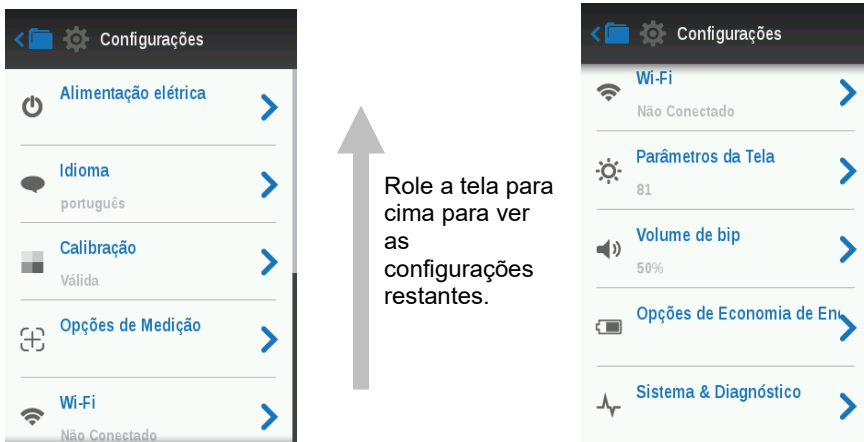 Configurações
Alimentação elétrica
Idioma
português
Calibração
Válida
Opções de Medição
Wi-Fi
Não Conectado
Role a tela para
cima para ver
as
configurações
restantes.
Configurações
Wi-Fi
Não Conectado
Parâmetros da Tela
81
Volume de bip
50%
Opções de Economia de En
Sistema & Diagnóstico